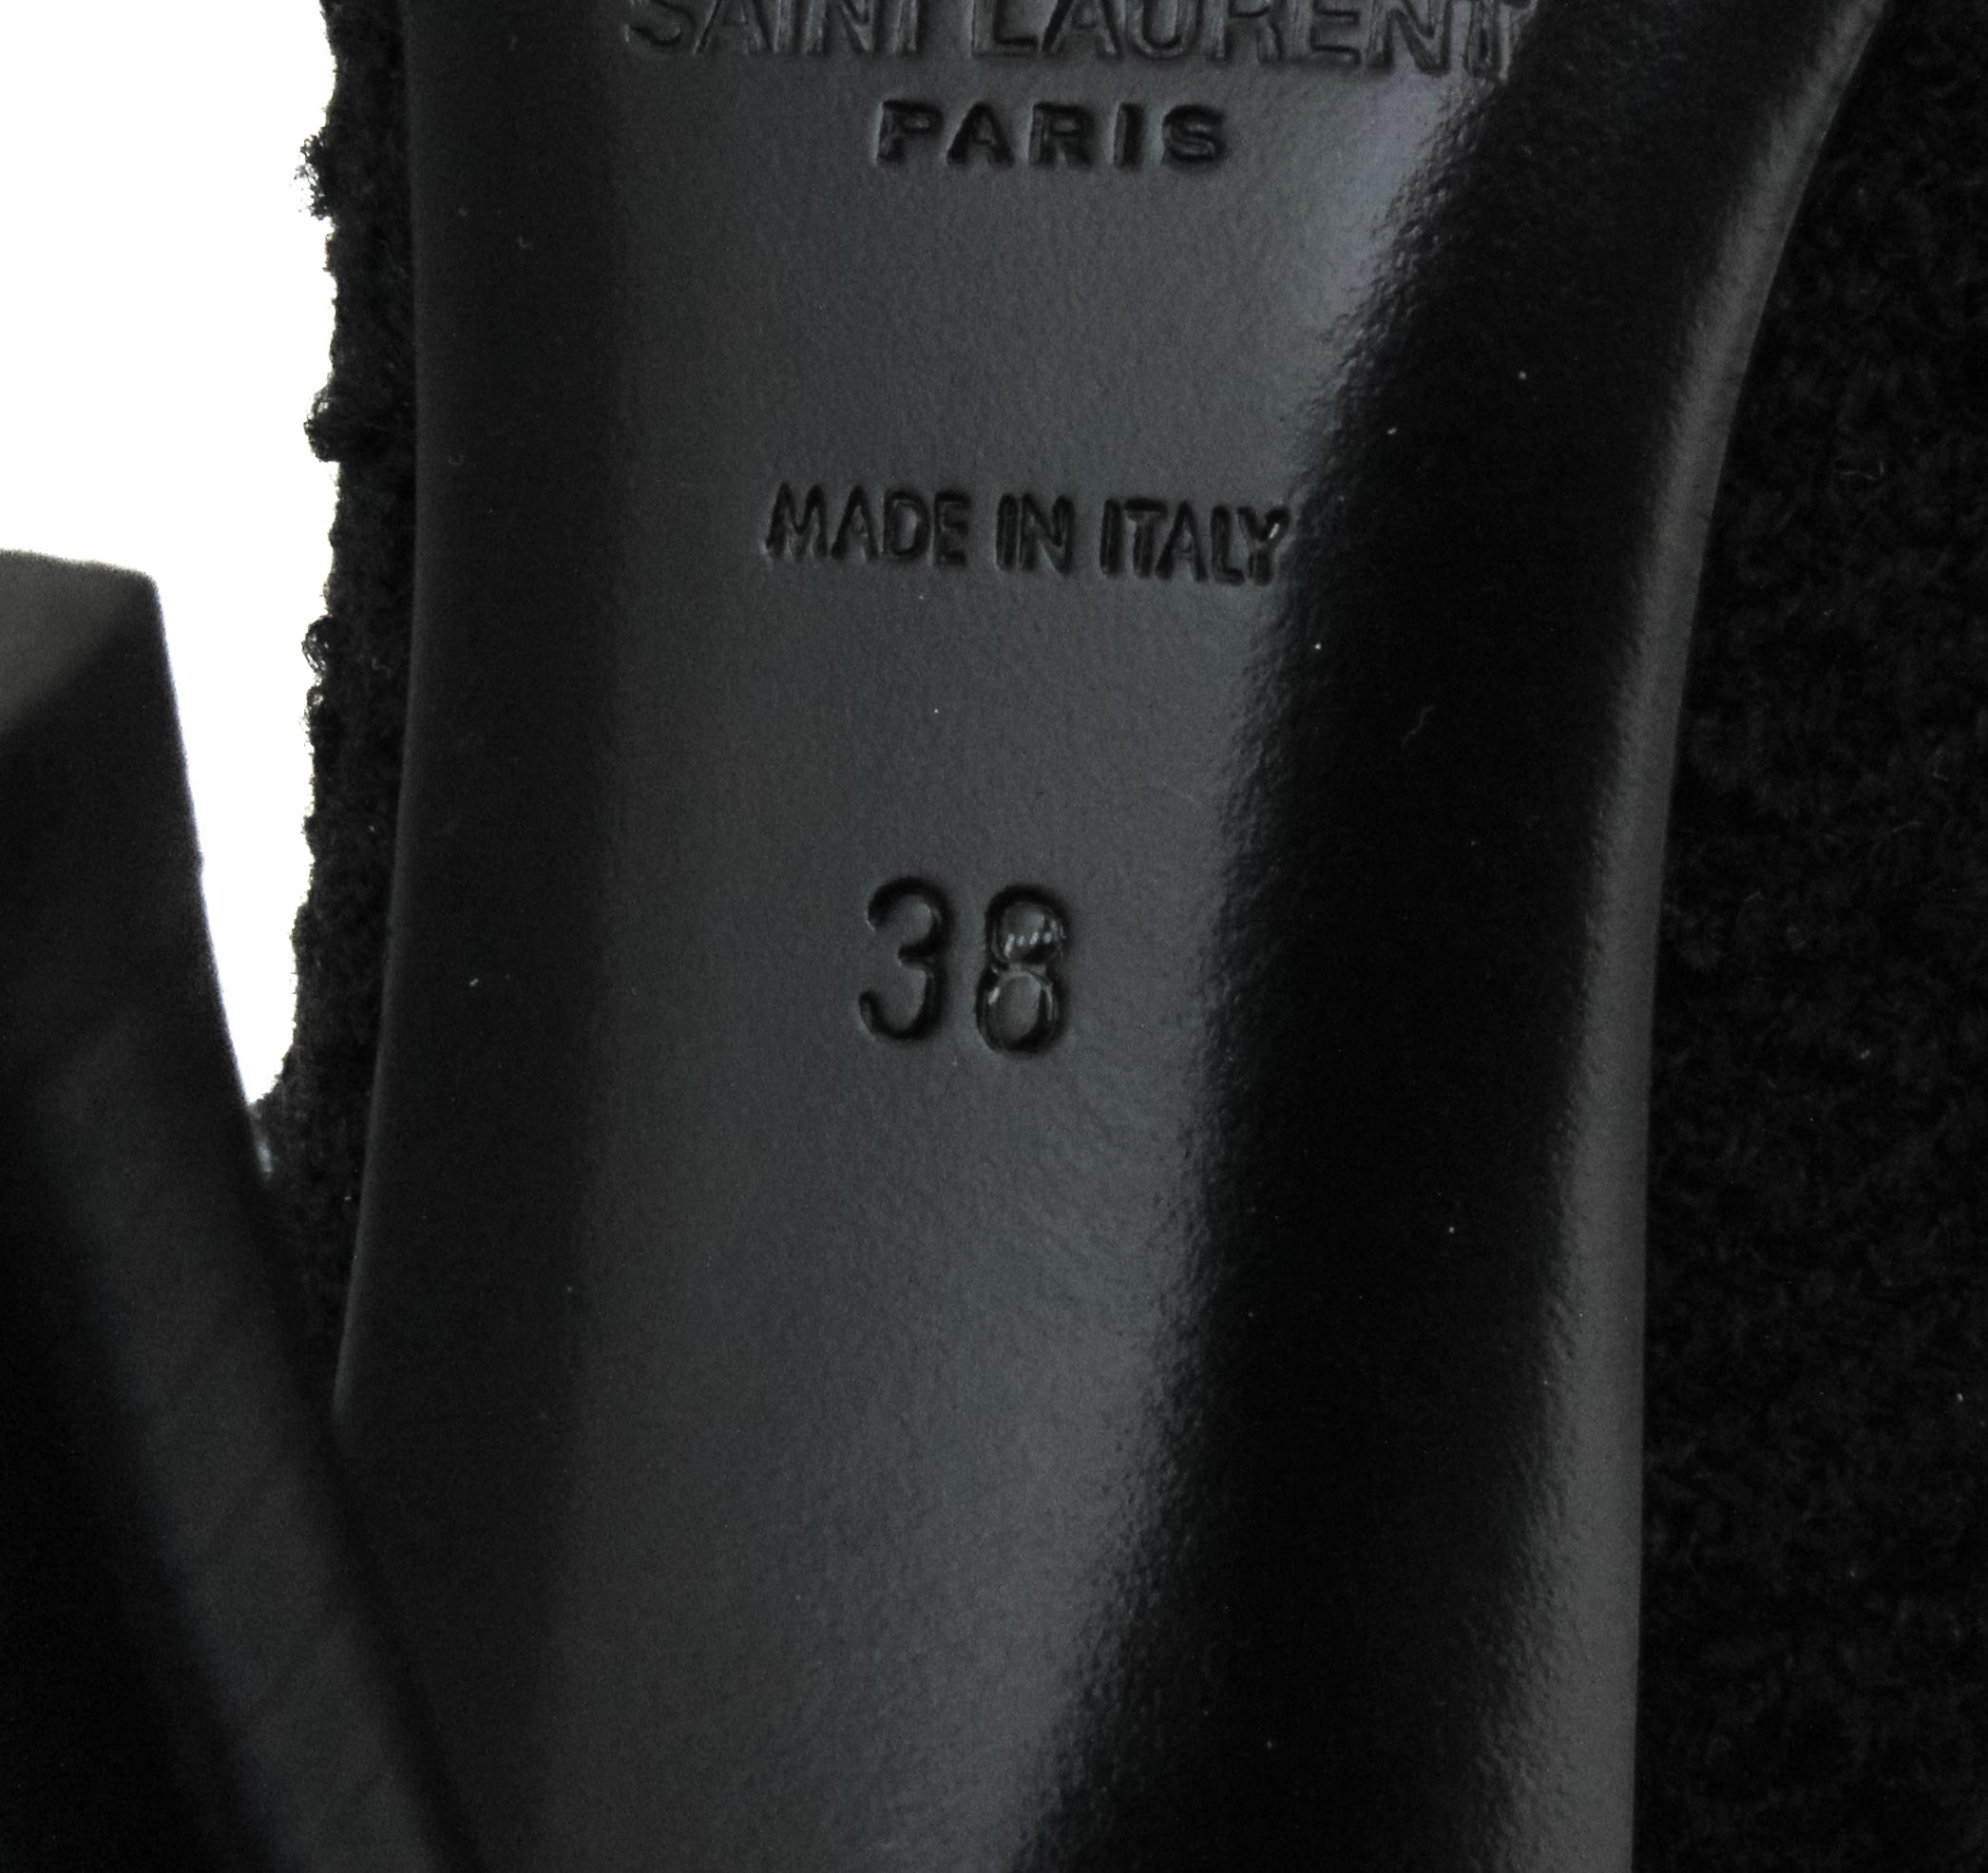 SAINT LAURENT
PARIS
MADE IN ITALY
38